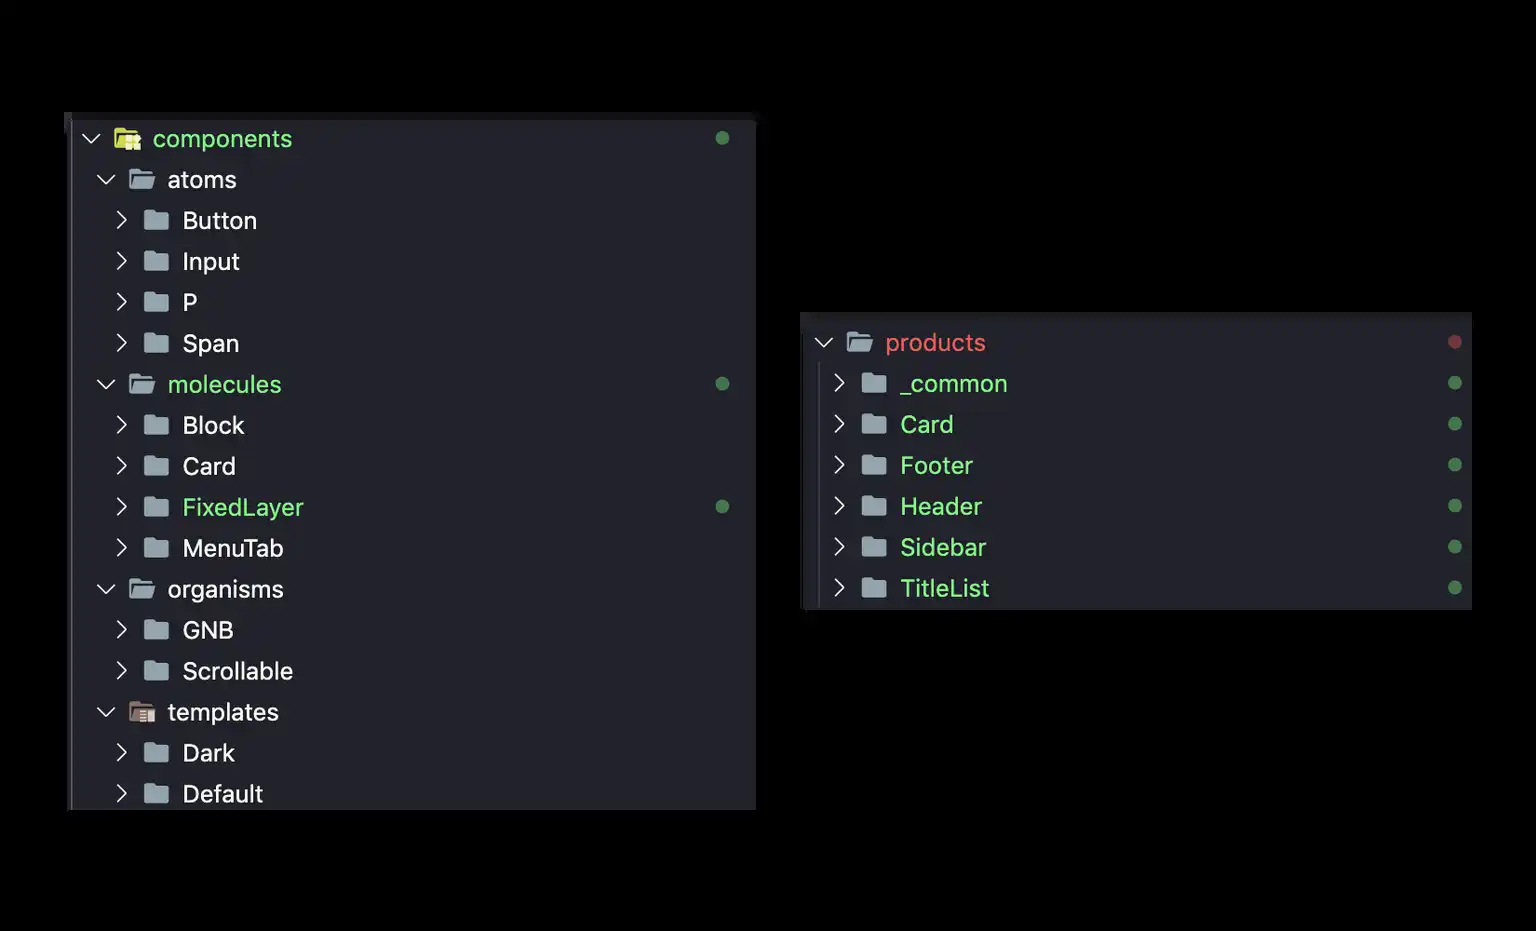 components
atoms
Button
Input
P
Span
molecules
Block
Card
FixedLayer
MenuTab
organisms
GNB
Scrollable
templates
Dark
Default
products
_common
Card
Footer
Header
Sidebar
TitleList